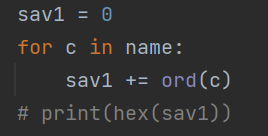 sav1 = 0
for c in name:
    sav1 += ord(c)
# print(hex(sav1))